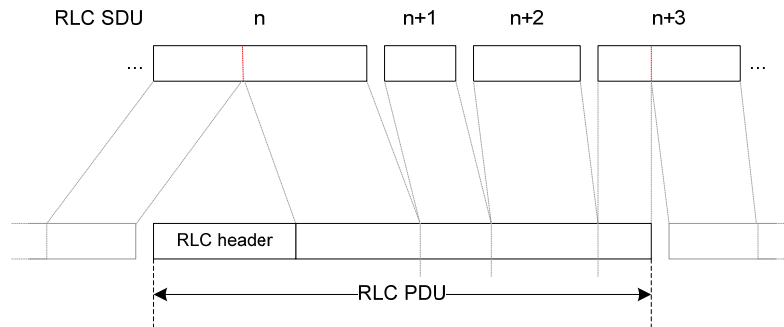 RLC SDU n n+1 n+2 n+3
... ...
RLC header
RLC PDU